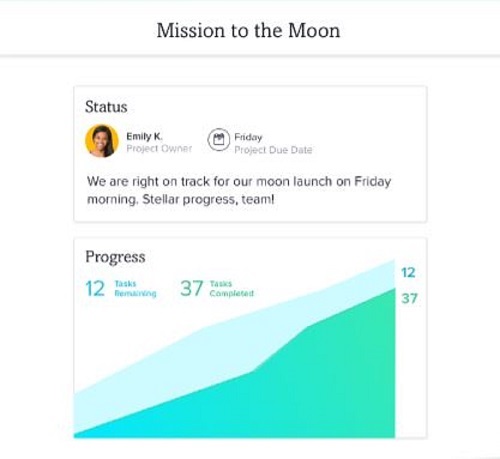 Mission to the Moon
Status
Emily K.
Project Owner
Friday
Project Due Date
We are right on track for our moon launch on Friday
morning. Stellar progress, team!
Progress
12 Tasks
Remaining
37 Tasks
Completed
12
37